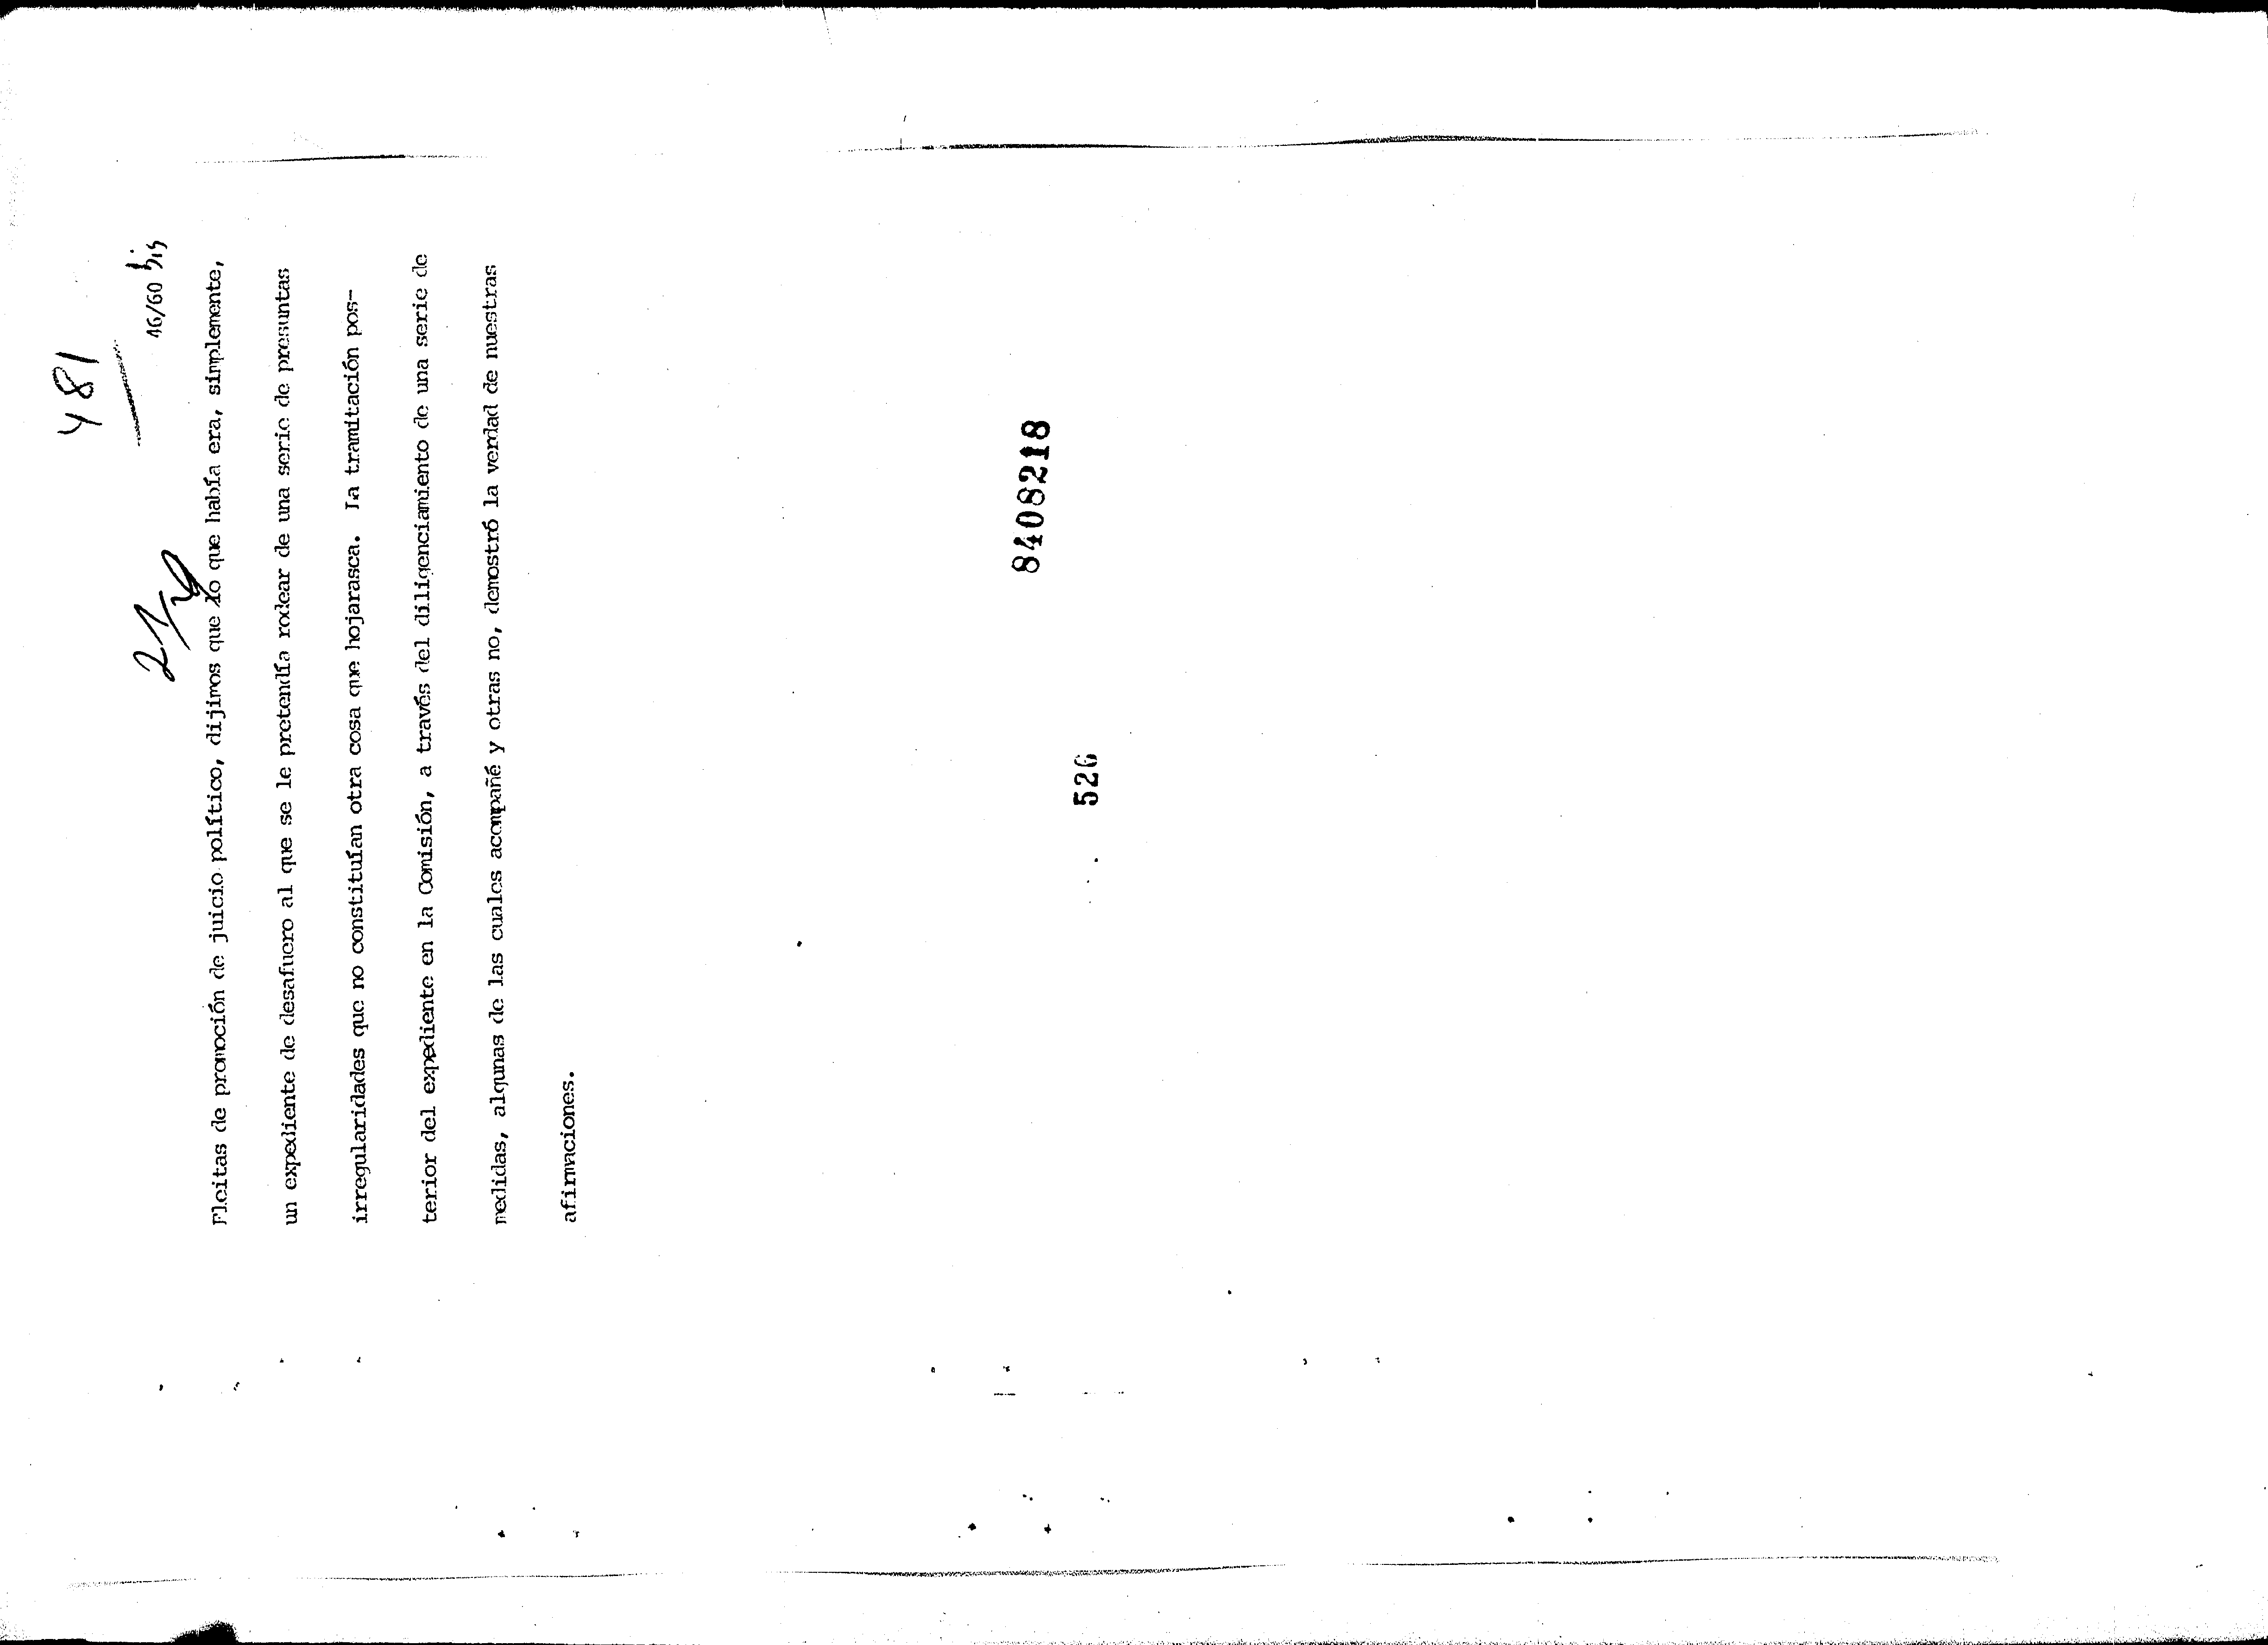 481
16/60 bis
Fleitas de promoción de juicio político, dijimos que lo que había era, simplemente,
un expediente de desafuero al que se le pretendía rodear de una serie de presuntas
irregularidades que no constituían otra cosa que hojarasca. La tramitación pos-
terior del expediente en la Comisión, a través del diligenciamiento de una serie de
medidas, algunas de las cuales acompañé y otras no, demostró la verdad de nuestras
afirmaciones.
8408218
526